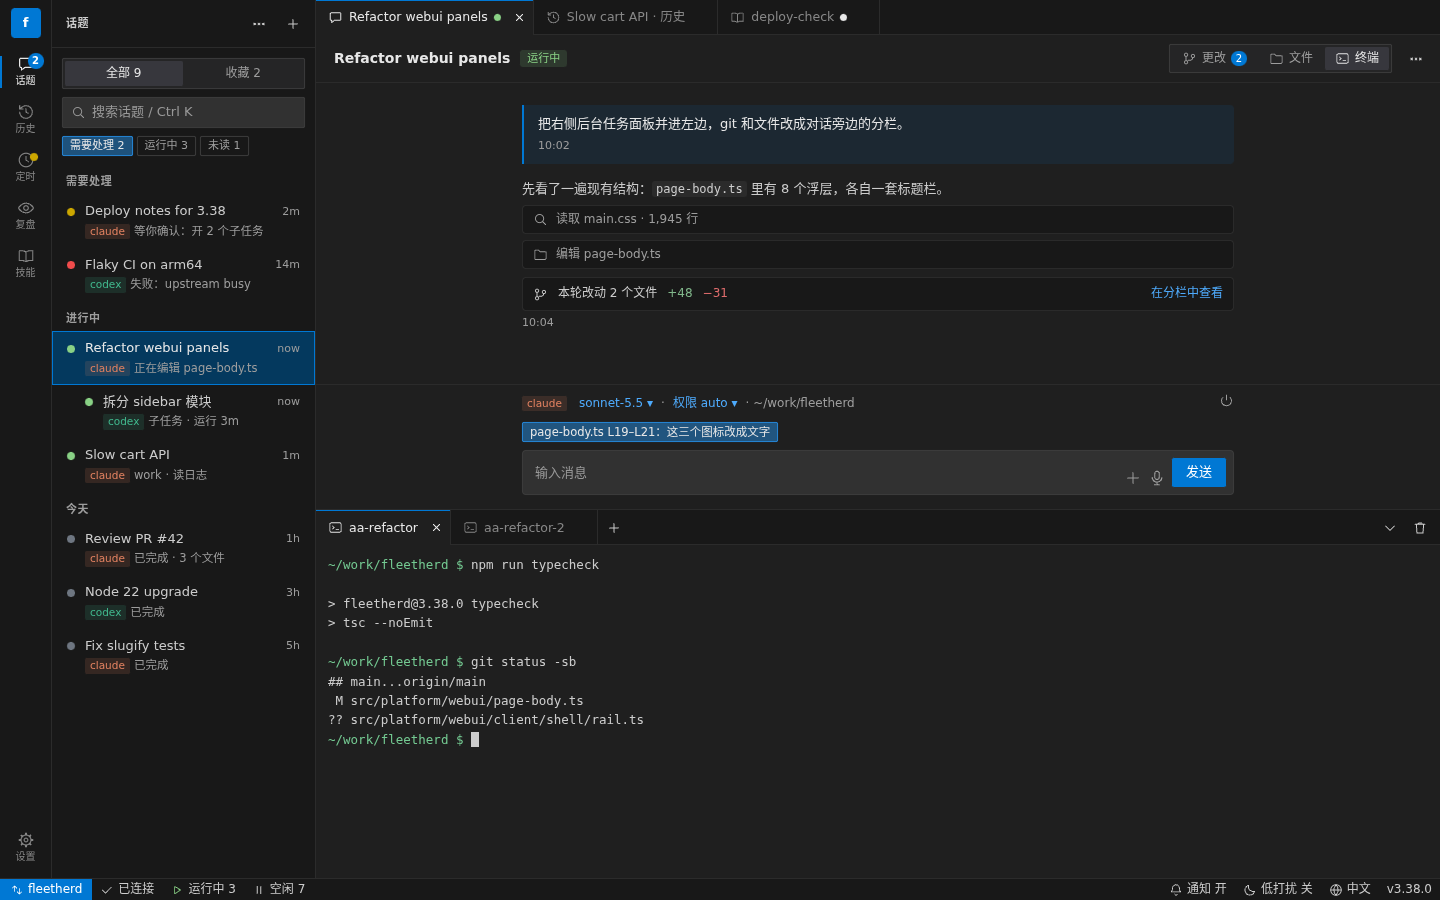 f
2
话题
历史
定时
复盘
技能
设置
话题
全部 9
收藏 2
搜索话题 / Ctrl K
需要处理 2
运行中 3
未读 1
需要处理
Deploy notes for 3.38 2m
claude 等你确认：开 2 个子任务
Flaky CI on arm64 14m
codex 失败：upstream busy
进行中
Refactor webui panels now
claude 正在编辑 page-body.ts
拆分 sidebar 模块 now
codex 子任务 · 运行 3m
Slow cart API 1m
claude work · 读日志
今天
Review PR #42 1h
claude 已完成 · 3 个文件
Node 22 upgrade 3h
codex 已完成
Fix slugify tests 5h
claude 已完成
Refactor webui panels
Slow cart API · 历史
deploy-check
Refactor webui panels 运行中
更改 2 文件 终端
把右侧后台任务面板并进左边，git 和文件改成对话旁边的分栏。
10:02
先看了一遍现有结构：page-body.ts 里有 8 个浮层，各自一套标题栏。
读取 main.css · 1,945 行
编辑 page-body.ts
本轮改动 2 个文件 +48 −31 在分栏中查看
10:04
claude sonnet-5.5 ▾ · 权限 auto ▾ · ~/work/fleetherd
page-body.ts L19–L21：这三个图标改成文字
输入消息
发送
aa-refactor
aa-refactor-2
~/work/fleetherd $ npm run typecheck
> fleetherd@3.38.0 typecheck
> tsc --noEmit
~/work/fleetherd $ git status -sb
## main...origin/main
 M src/platform/webui/page-body.ts
?? src/platform/webui/client/shell/rail.ts
~/work/fleetherd $
fleetherd 已连接 运行中 3 空闲 7
通知 开 低打扰 关 中文 v3.38.0